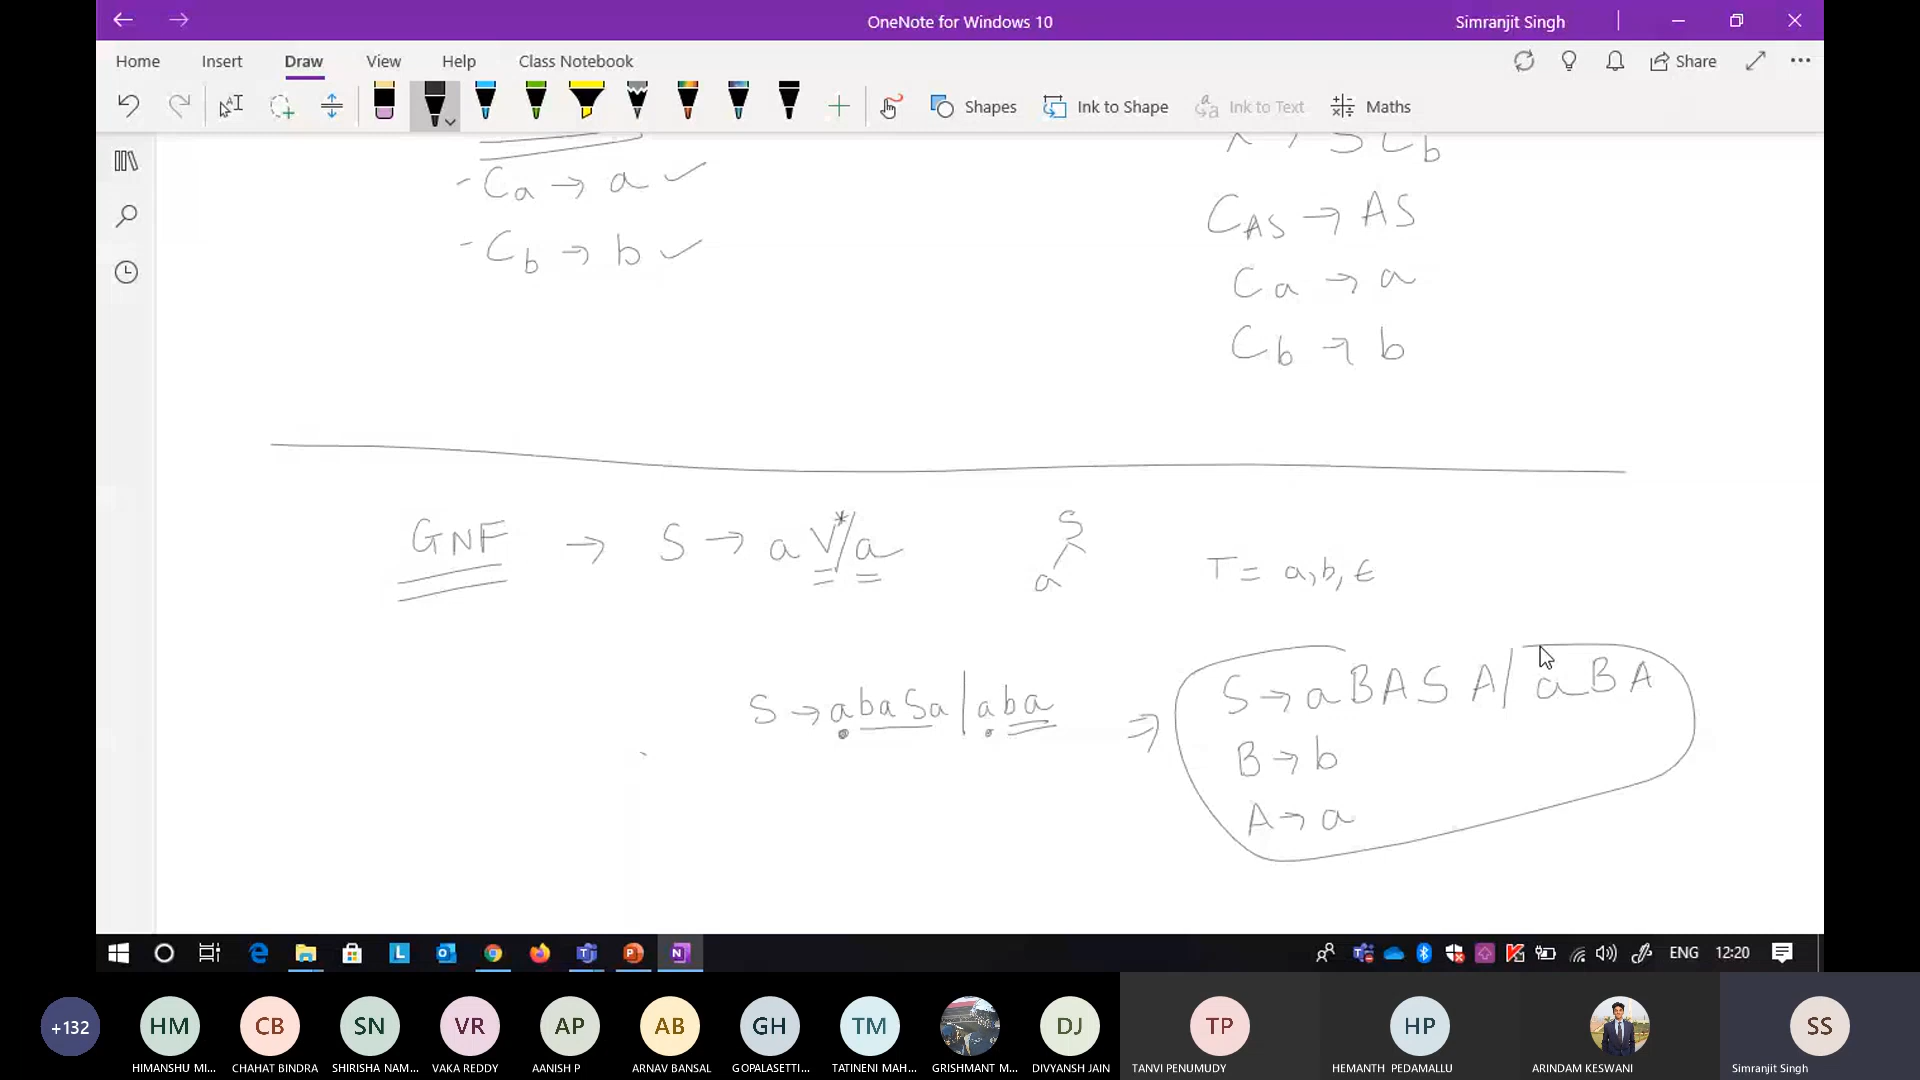 OneNote for Windows 10
Simranjit Singh
Home Insert Draw View Help Class Notebook
Share
Shapes Ink to Shape Ink to Text Maths
Ca → a ✓
Cb → b ✓
→ S Cb
CAS → AS
Ca → a
Cb → b
GNF → S → a V*/a
S
a
T = a, b, ε
S → abaSa | aba ⇒
S → aBASA / aBA
B → b
A → a
ENG 12:20
+132 HM CB SN VR AP AB GH TM DJ TP HP SS
HIMANSHU MI... CHAHAT BINDRA SHIRISHA NAM... VAKA REDDY AANISH P ARNAV BANSAL GOPALASETTI... TATINENI MAH... GRISHMANT M... DIVYANSH JAIN TANVI PENUMUDY HEMANTH PEDAMALLU ARINDAM KESWANI Simranjit Singh